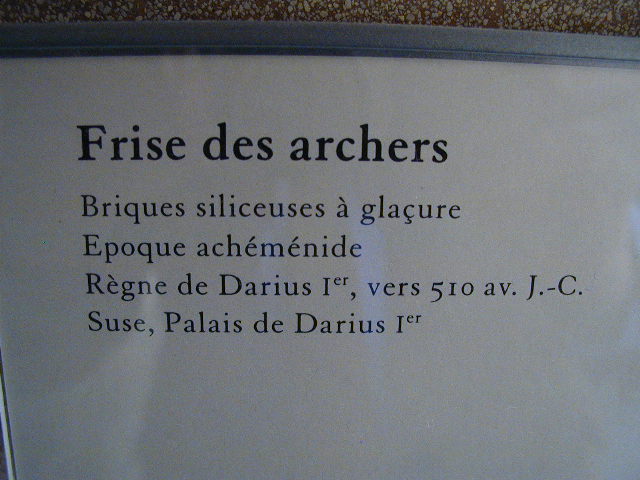 Frise des archers
Briques siliceuses à glaçure
Epoque achéménide
Règne de Darius Ier, vers 510 av. J.-C.
Suse, Palais de Darius Ier